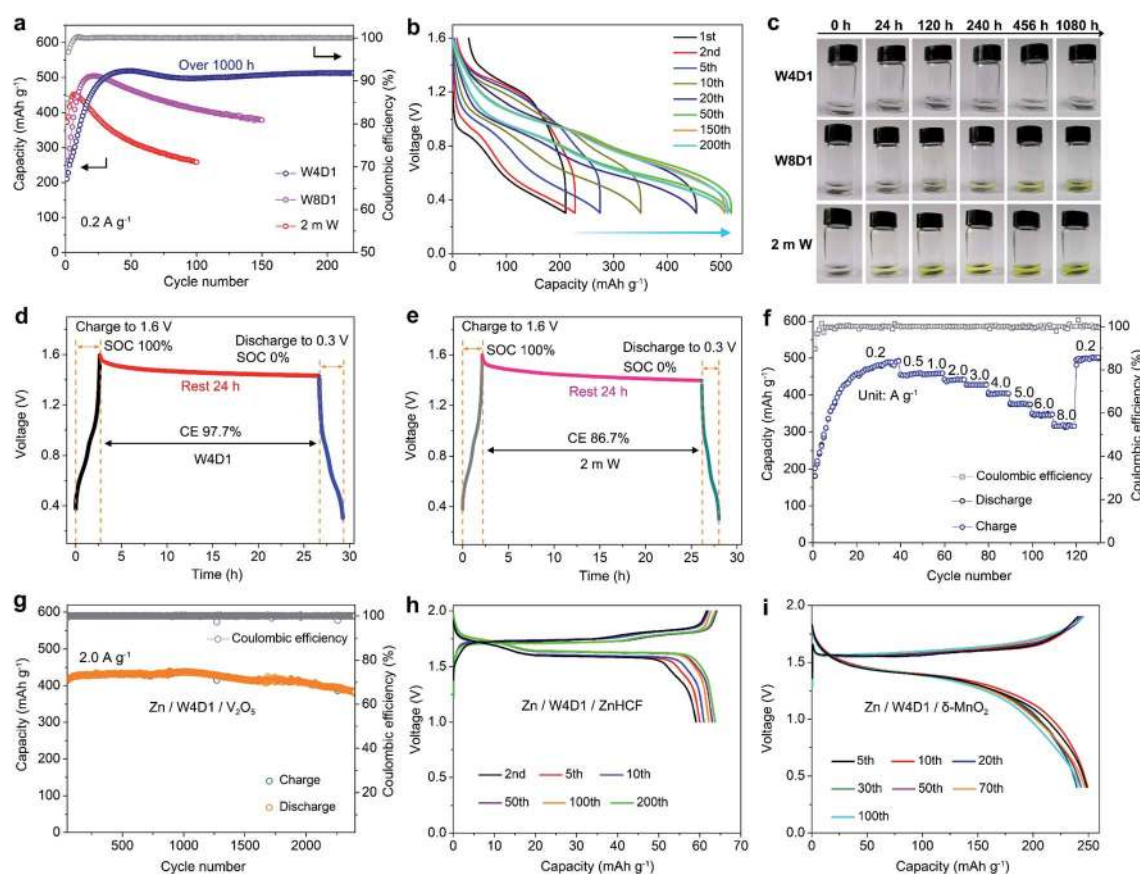 a
600
500
400
300
200
100
0
Capacity (mAh g⁻¹)
0
50
100
150
200
Cycle number
100
90
80
70
60
50
Coulombic efficiency (%)
Over 1000 h
W4D1
W8D1
2 m W
0.2 A g⁻¹
b
1.6
1.2
0.8
0.4
0.0
Voltage (V)
0
100
200
300
400
500
Capacity (mAh g⁻¹)
1st
2nd
5th
10th
20th
50th
150th
200th
c
0 h
24 h
120 h
240 h
456 h
1080 h
W4D1
W8D1
2 m W
d
Charge to 1.6 V
SOC 100%
Discharge to 0.3 V
SOC 0%
Rest 24 h
CE 97.7%
W4D1
1.6
1.2
0.8
0.4
Voltage (V)
0
5
10
15
20
25
30
Time (h)
e
Charge to 1.6 V
SOC 100%
Discharge to 0.3 V
SOC 0%
Rest 24 h
CE 86.7%
2 m W
1.6
1.2
0.8
0.4
Voltage (V)
0
5
10
15
20
25
30
Time (h)
f
600
500
400
300
200
100
0
Capacity (mAh g⁻¹)
0
20
40
60
80
100
120
Cycle number
100
80
60
40
20
0
Coulombic efficiency (%)
0.2
0.5
1.0
2.0
3.0
4.0
5.0
6.0
8.0
0.2
Unit: A g⁻¹
Coulombic efficiency
Discharge
Charge
g
600
550
500
450
400
350
300
250
200
150
100
50
0
Capacity (mAh g⁻¹)
500
1000
1500
2000
Cycle number
100
80
60
40
20
Coulombic efficiency (%)
Coulombic efficiency
2.0 A g⁻¹
Zn / W4D1 / V₂O₅
Charge
Discharge
h
2.0
1.5
1.0
0.5
0.0
Voltage (V)
0
10
20
30
40
50
60
70
Capacity (mAh g⁻¹)
Zn / W4D1 / ZnHCF
2nd
5th
10th
50th
100th
200th
i
2.0
1.5
1.0
0.5
0.0
Voltage (V)
0
50
100
150
200
250
Capacity (mAh g⁻¹)
Zn / W4D1 / δ-MnO₂
5th
10th
20th
30th
50th
70th
100th